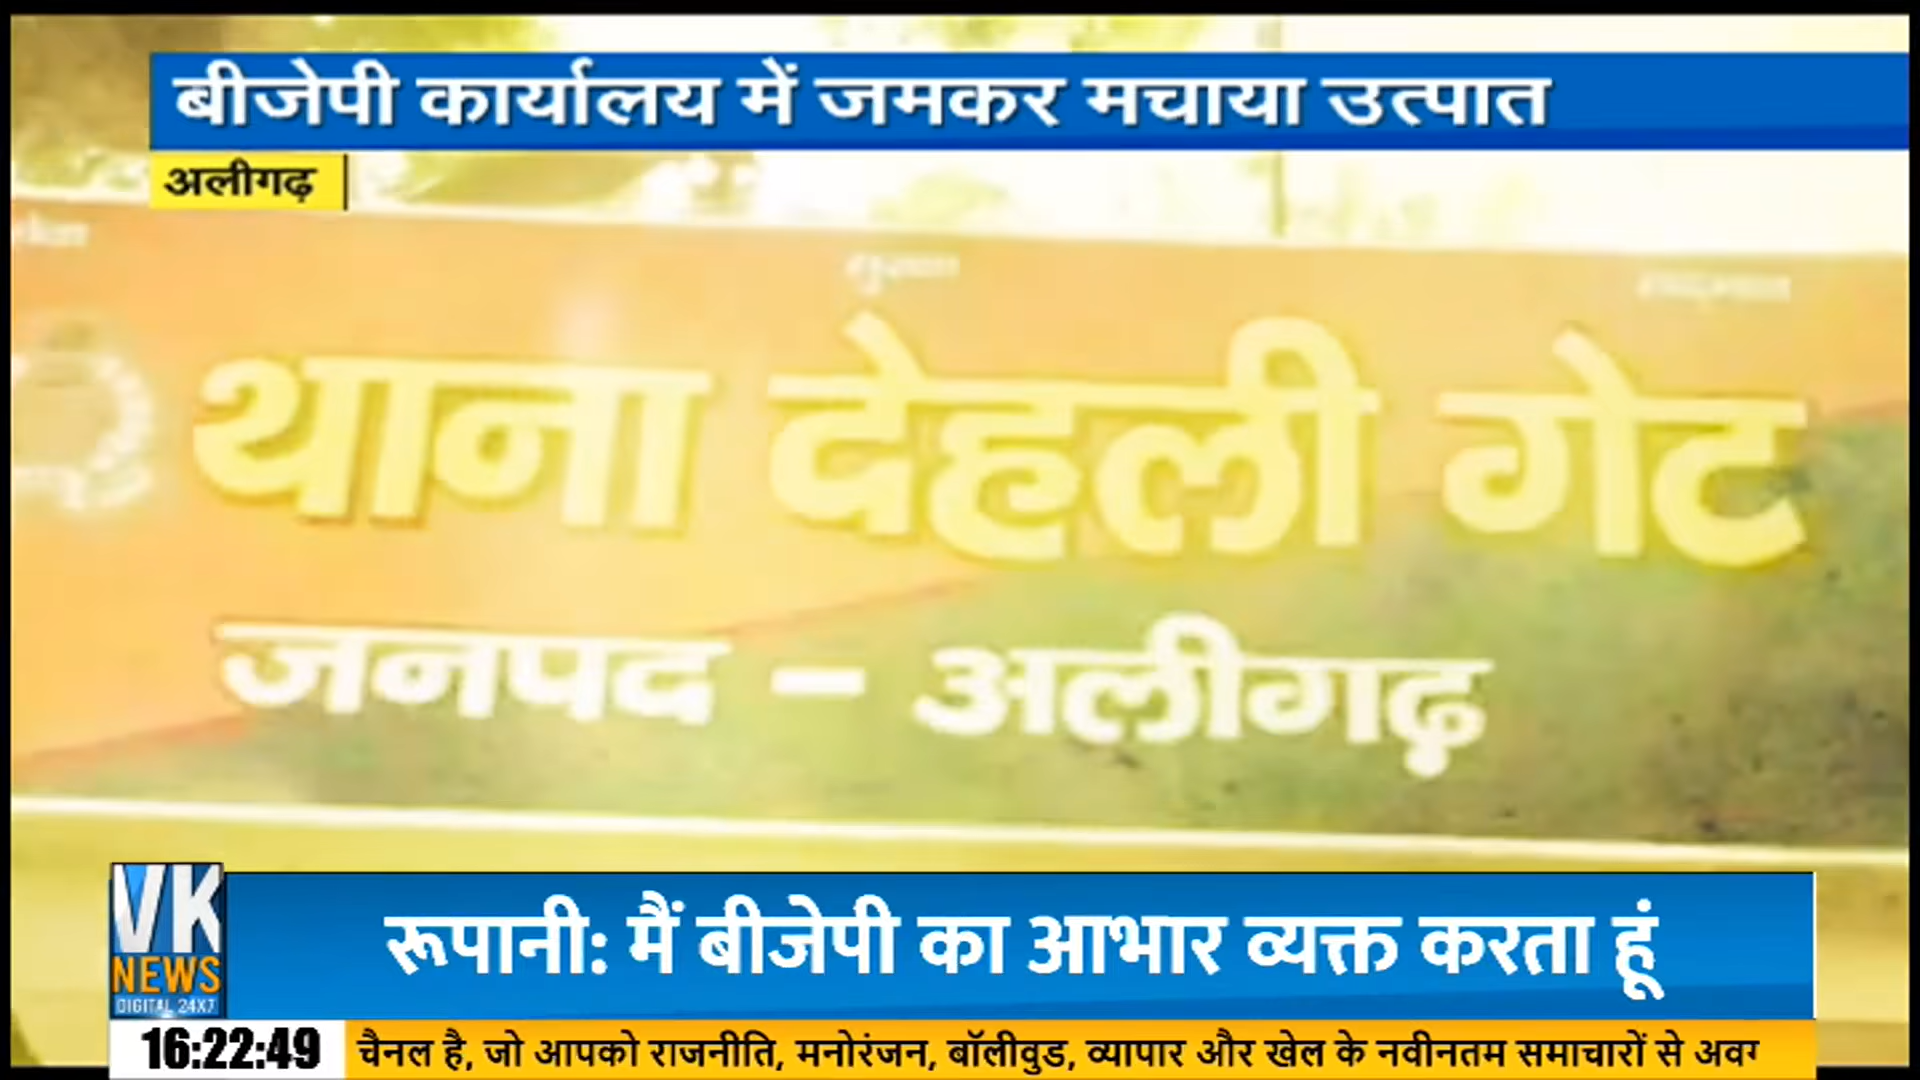 बीजेपी कार्यालय में जमकर मचाया उत्पात
अलीगढ़
सुरक्षा
थाना देहली गेट
जनपद - अलीगढ़
VK
NEWS
DIGITAL 24X7
रूपानी: मैं बीजेपी का आभार व्यक्त करता हूं
16:22:49
चैनल है, जो आपको राजनीति, मनोरंजन, बॉलीवुड, व्यापार और खेल के नवीनतम समाचारों से अवग